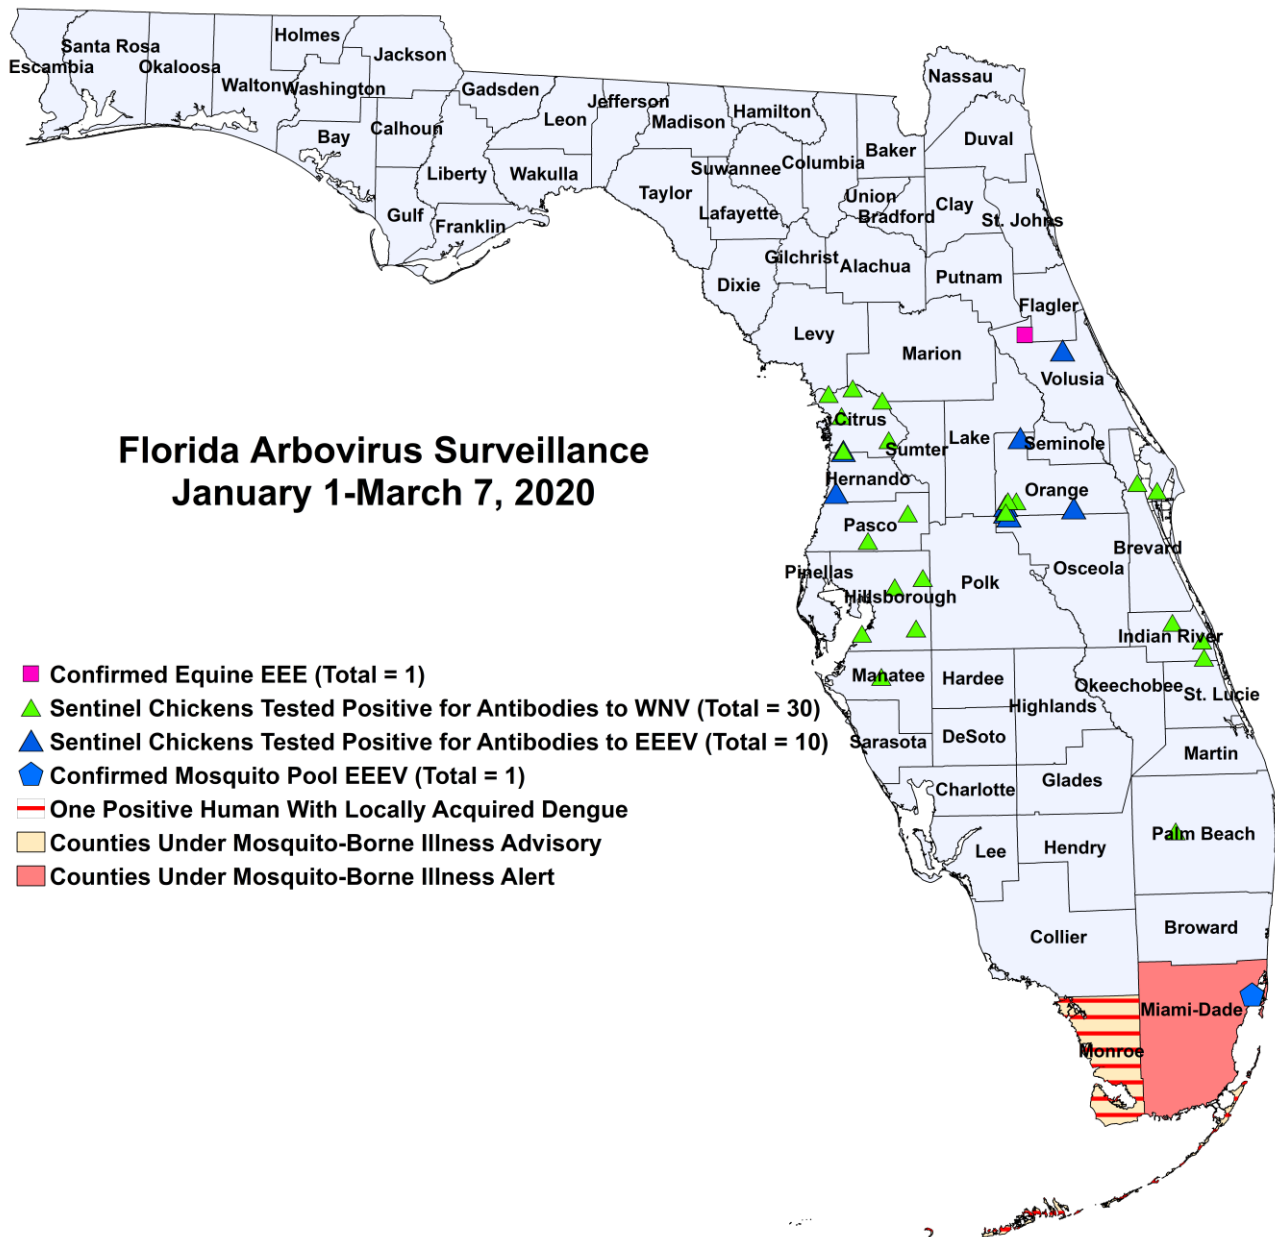 Holmes
Santa Rosa
Jackson
Escambia
Okaloosa
Walton
Washington
Gadsden
Nassau
Jefferson
Hamilton
Leon
Madison
Calhoun
Bay
Duval
Baker
Columbia
Suwannee
Liberty
Wakulla
Taylor
Union
Clay
Lafayette
Bradford
Gulf
St. Johns
Franklin
Gilchrist
Alachua
Putnam
Dixie
Flagler
Levy
Marion
Volusia
Citrus
Lake
Seminole
Sumter
Florida Arbovirus Surveillance
January 1-March 7, 2020
Hernando
Orange
Pasco
Brevard
Pinellas
Osceola
Polk
Hillsborough
Indian River
Manatee
Hardee
Okeechobee
St. Lucie
Highlands
Sarasota
DeSoto
Martin
Charlotte
Glades
Palm Beach
Lee
Hendry
Broward
Collier
Miami-Dade
Monroe
Confirmed Equine EEE (Total = 1)
Sentinel Chickens Tested Positive for Antibodies to WNV (Total = 30)
Sentinel Chickens Tested Positive for Antibodies to EEEV (Total = 10)
Confirmed Mosquito Pool EEEV (Total = 1)
One Positive Human With Locally Acquired Dengue
Counties Under Mosquito-Borne Illness Advisory
Counties Under Mosquito-Borne Illness Alert